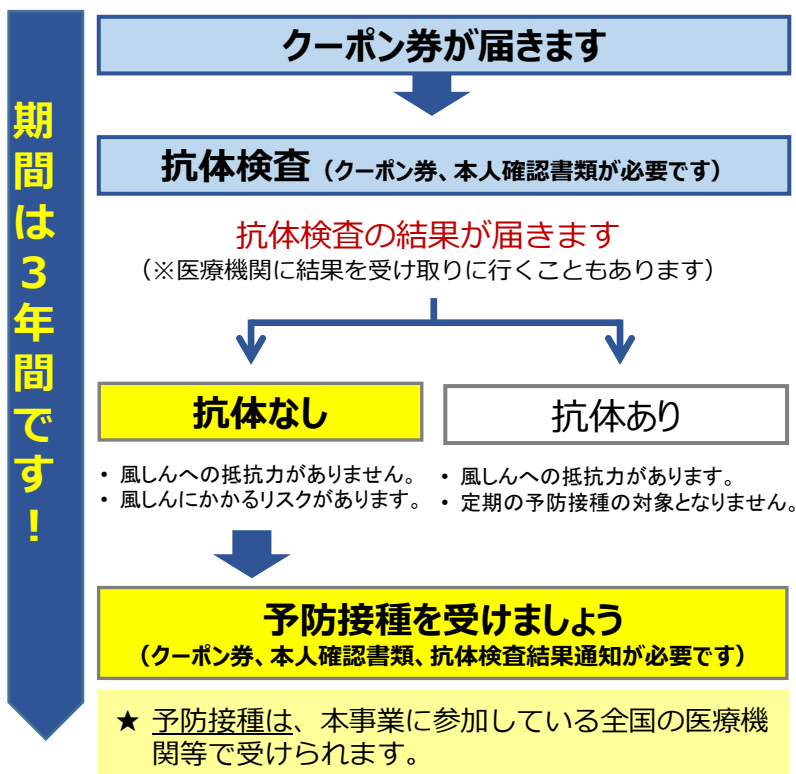 期間は3年間です！
クーポン券が届きます
抗体検査（クーポン券、本人確認書類が必要です）
抗体検査の結果が届きます
（※医療機関に結果を受け取りに行くこともあります）
抗体なし
抗体あり
• 風しんへの抵抗力がありません。
• 風しんにかかるリスクがあります。
• 風しんへの抵抗力があります。
• 定期の予防接種の対象となりません。
予防接種を受けましょう
（クーポン券、本人確認書類、抗体検査結果通知が必要です）
★ 予防接種は、本事業に参加している全国の医療機
関等で受けられます。